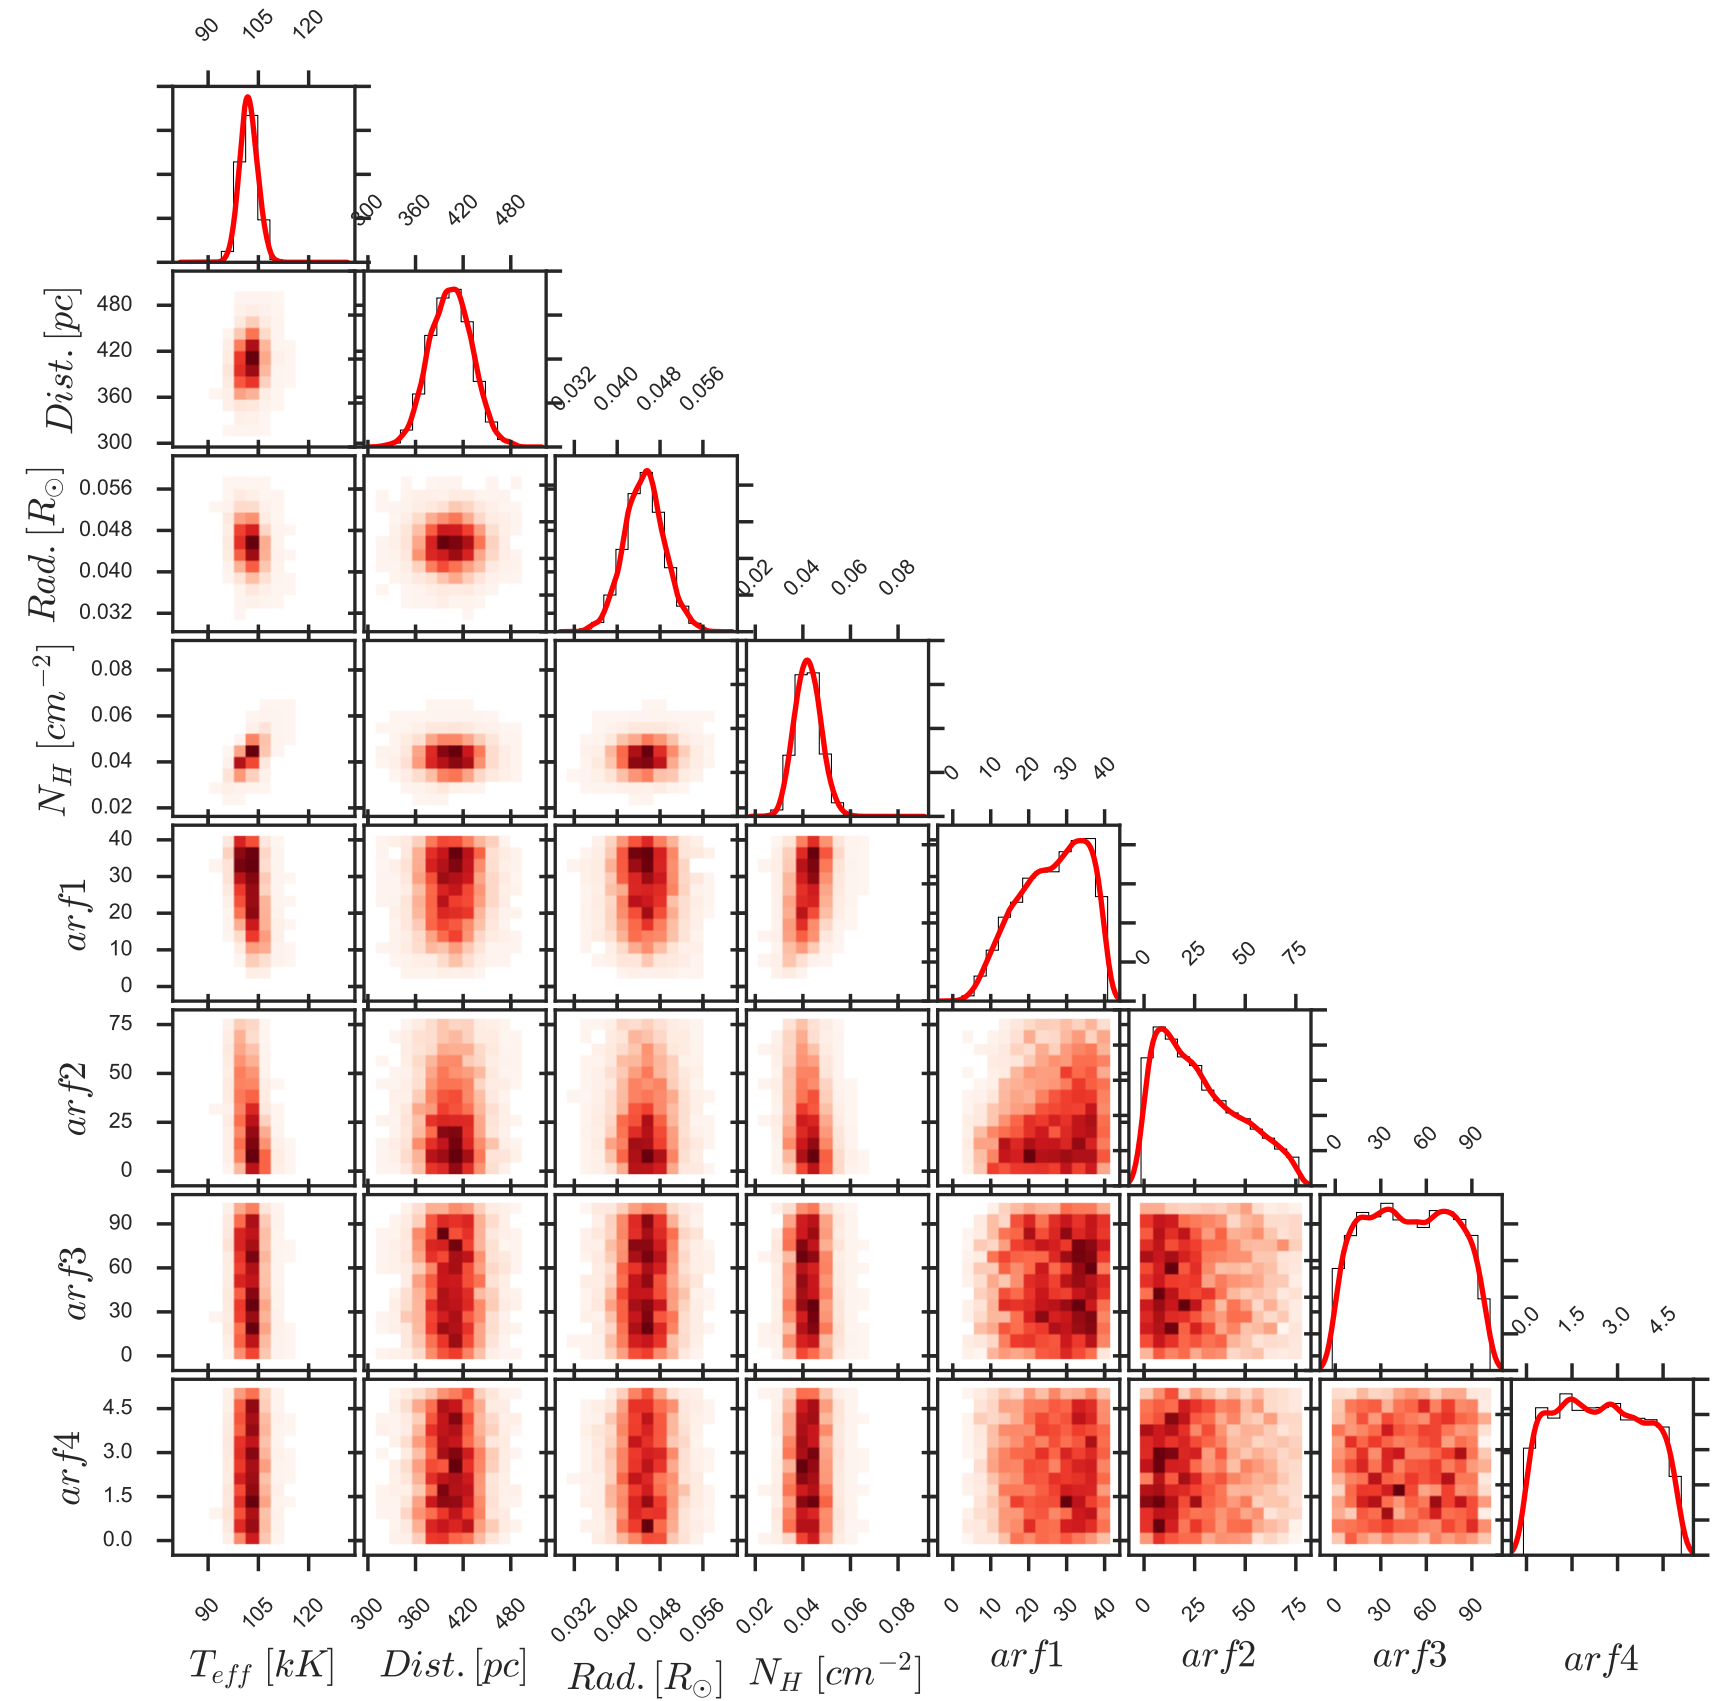 90 105 120
300 360 420 480
Dist. [pc]
480
420
360
300
0.032 0.040 0.048 0.056
Rad. [R⊙]
0.056
0.048
0.040
0.032
0.02 0.04 0.06 0.08
N_H [cm⁻²]
0.08
0.06
0.04
0.02
0 10 20 30 40
arf1
40
30
20
10
0
0 25 50 75
arf2
75
50
25
0
0 30 60 90
arf3
90
60
30
0
0.0 1.5 3.0 4.5
arf4
4.5
3.0
1.5
0.0
90 105 120 300 360 420 480 0.032 0.040 0.048 0.056 0.02 0.04 0.06 0.08 0 10 20 30 40 0 25 50 75 0 30 60 90
T_eff [kK] Dist. [pc] Rad. [R⊙] N_H [cm⁻²] arf1 arf2 arf3 arf4